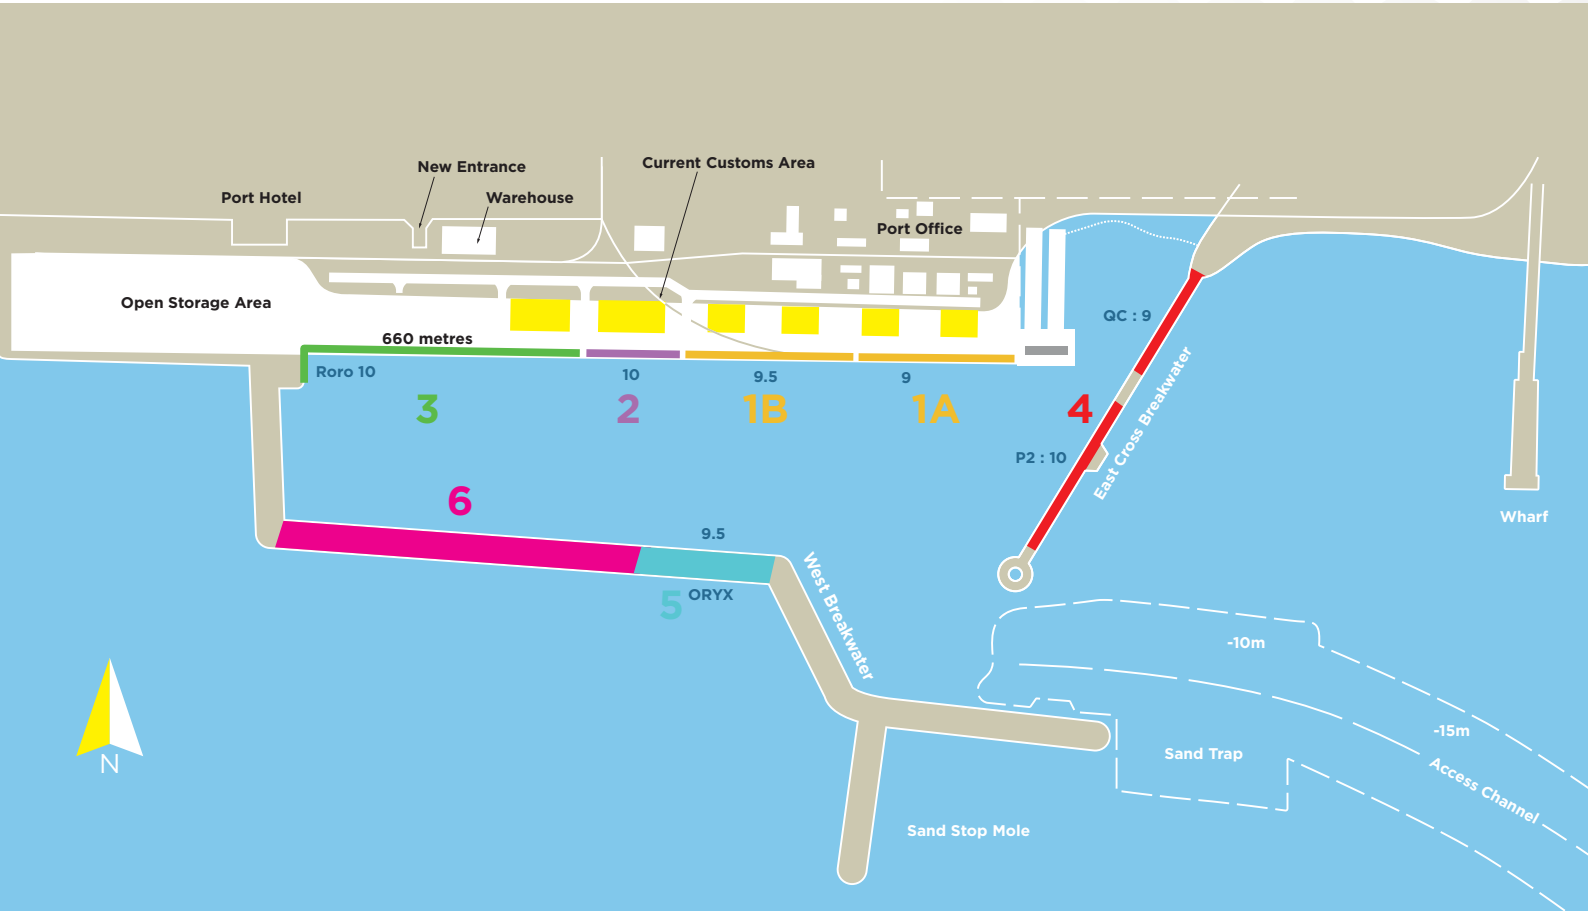 New Entrance
Current Customs Area
Port Hotel
Warehouse
Port Office
Open Storage Area
QC : 9
660 metres
Roro 10
10
9.5
9
3
2
1B
1A
4
East Cross Breakwater
P2 : 10
6
9.5
Wharf
5
ORYX
West Breakwater
-10m
-15m
Sand Trap
Access Channel
N
Sand Stop Mole